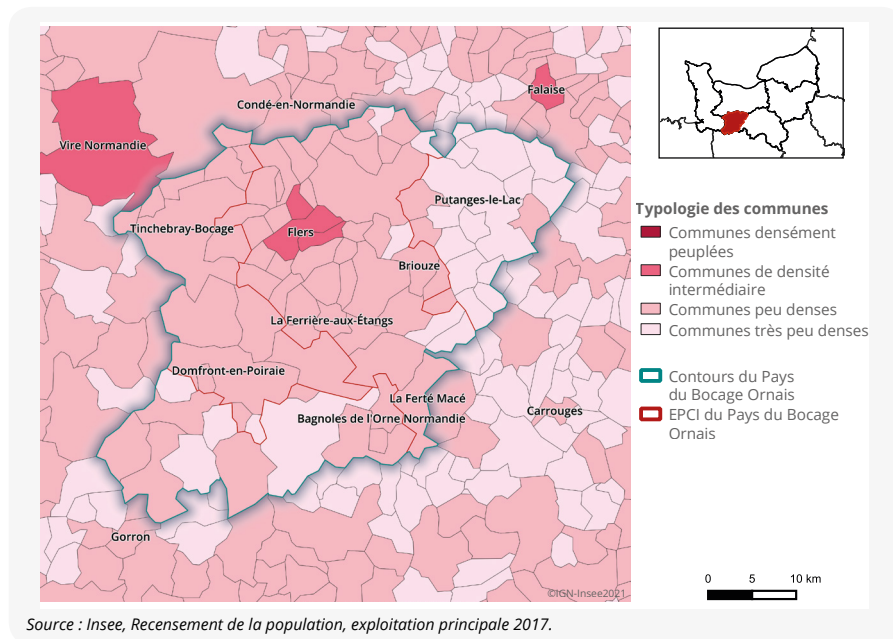 Condé-en-Normandie
Falaise
Vire Normandie
Putanges-le-Lac
Tinchebray-Bocage
Flers
Briouze
La Ferrière-aux-Étangs
Domfront-en-Poiraie
La Ferté Macé
Bagnoles de l'Orne Normandie
Carrouges
Gorron
©IGN-Insee2021
Typologie des communes
Communes densément
peuplées
Communes de densité
intermédiaire
Communes peu denses
Communes très peu denses
Contours du Pays
du Bocage Ornais
EPCI du Pays du Bocage
Ornais
0 5 10 km
Source : Insee, Recensement de la population, exploitation principale 2017.